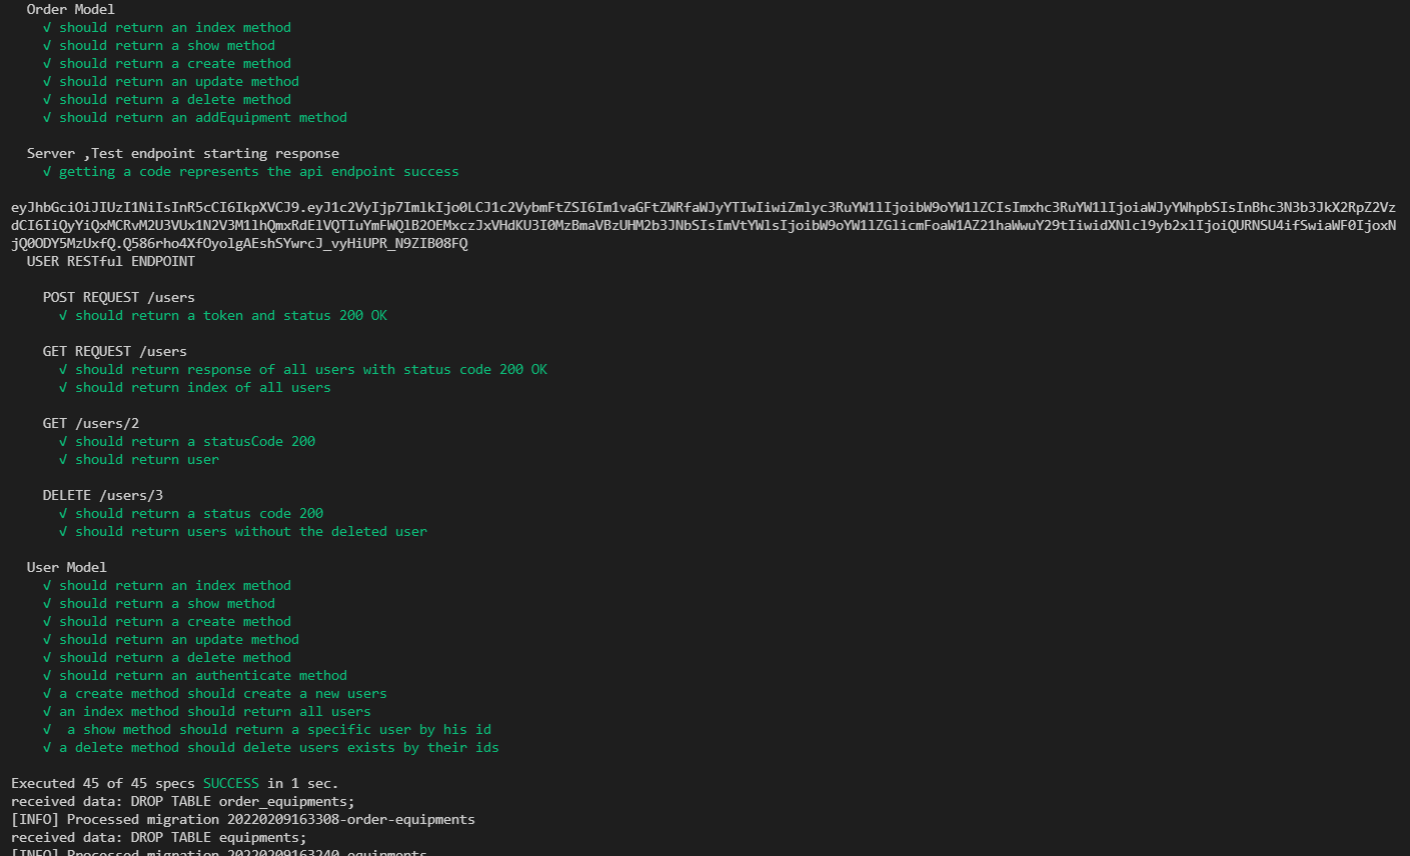 Order Model
√ should return an index method
√ should return a show method
√ should return a create method
√ should return an update method
√ should return a delete method
√ should return an addEquipment method
Server ,Test endpoint starting response
√ getting a code represents the api endpoint success
USER RESTful ENDPOINT
POST REQUEST /users
√ should return a token and status 200 OK
GET REQUEST /users
√ should return response of all users with status code 200 OK
√ should return index of all users
GET /users/2
√ should return a statusCode 200
√ should return user
DELETE /users/3
√ should return a status code 200
√ should return users without the deleted user
User Model
√ should return an index method
√ should return a show method
√ should return a create method
√ should return an update method
√ should return a delete method
√ should return an authenticate method
√ a create method should create a new users
√ an index method should return all users
√  a show method should return a specific user by his id
√ a delete method should delete users exists by their ids
Executed 45 of 45 specs SUCCESS in 1 sec.
received data: DROP TABLE order_equipments;
[INFO] Processed migration 20220209163308-order-equipments
received data: DROP TABLE equipments;
[INFO] Processed migration 20220209163240-equipments